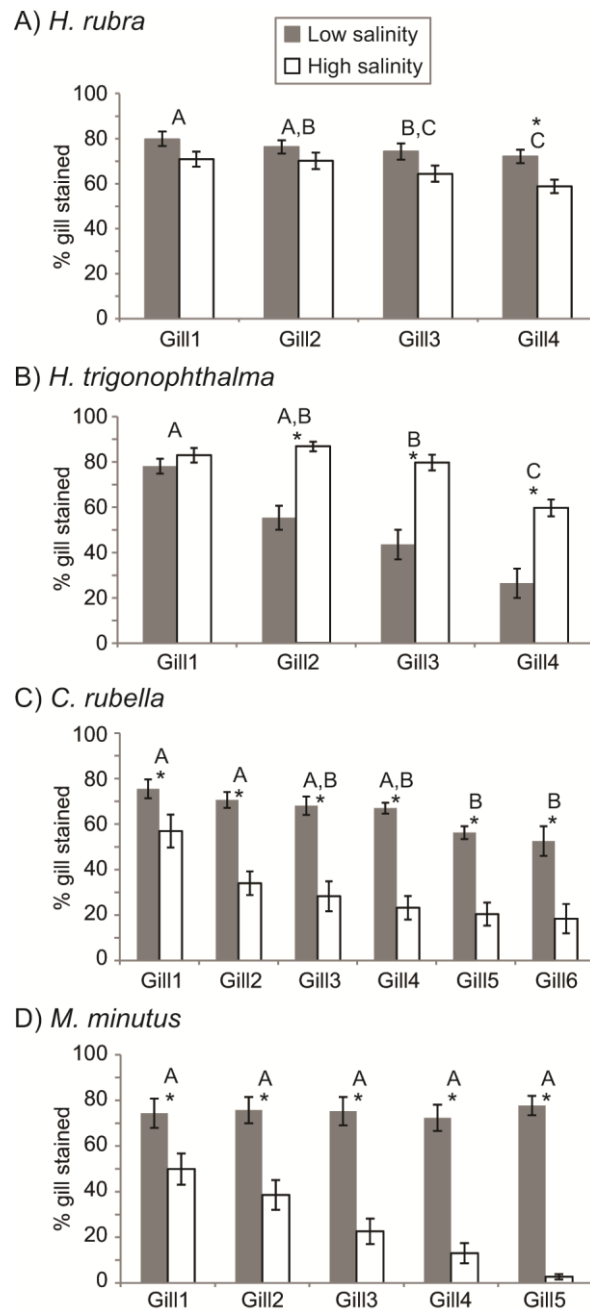 A) H. rubra
Low salinity
High salinity
% gill stained
100
80
60
40
20
0
A
A,B
B,C
*
C
Gill1 Gill2 Gill3 Gill4
B) H. trigonophthalma
% gill stained
100
80
60
40
20
0
A
A,B
*
B
*
C
*
Gill1 Gill2 Gill3 Gill4
C) C. rubella
% gill stained
100
80
60
40
20
0
A
*
A
*
A,B
*
A,B
*
B
*
B
*
Gill1 Gill2 Gill3 Gill4 Gill5 Gill6
D) M. minutus
% gill stained
100
80
60
40
20
0
A
*
A
*
A
*
A
*
A
*
Gill1 Gill2 Gill3 Gill4 Gill5